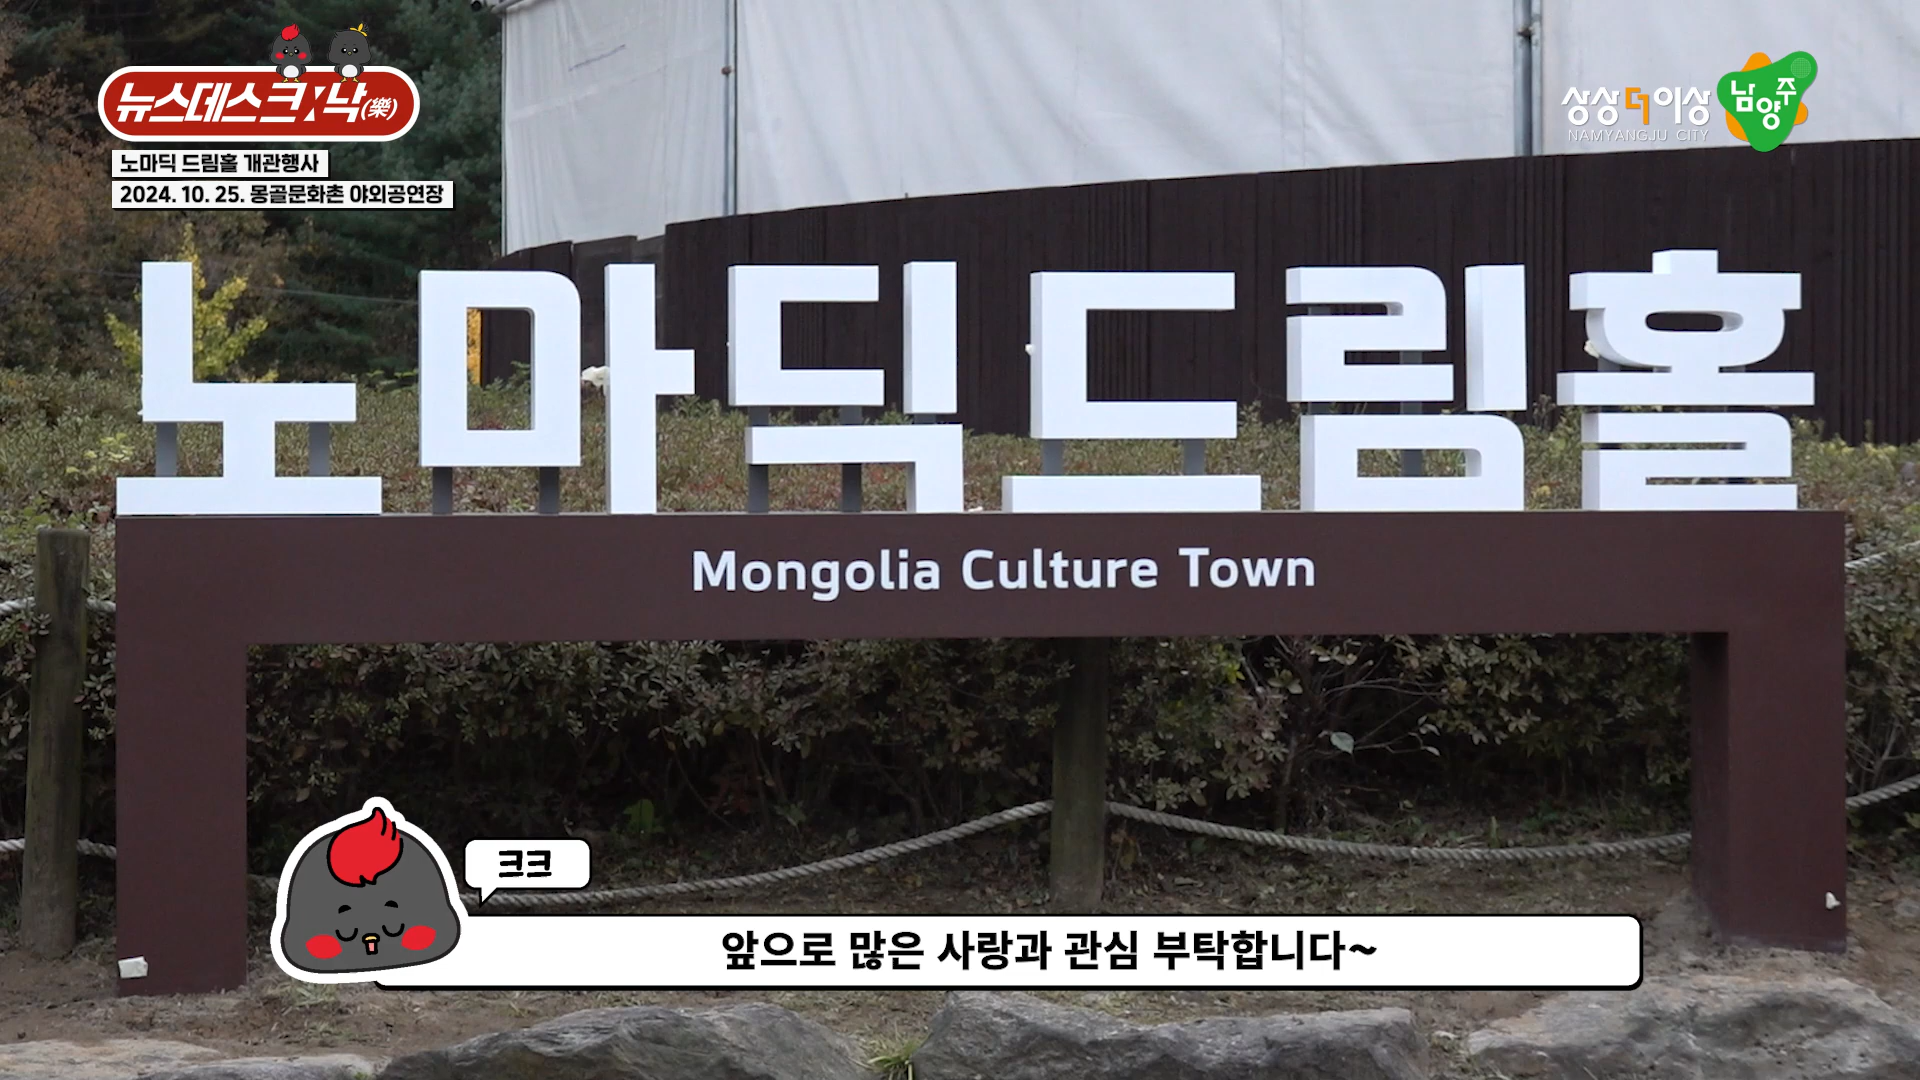 뉴스데스크:낙(樂)
노마딕 드림홀 개관행사
2024. 10. 25. 몽골문화촌 야외공연장
상상더이상
NAMYANGJU CITY
남양주
노마딕드림홀
Mongolia Culture Town
크크
앞으로 많은 사랑과 관심 부탁합니다~